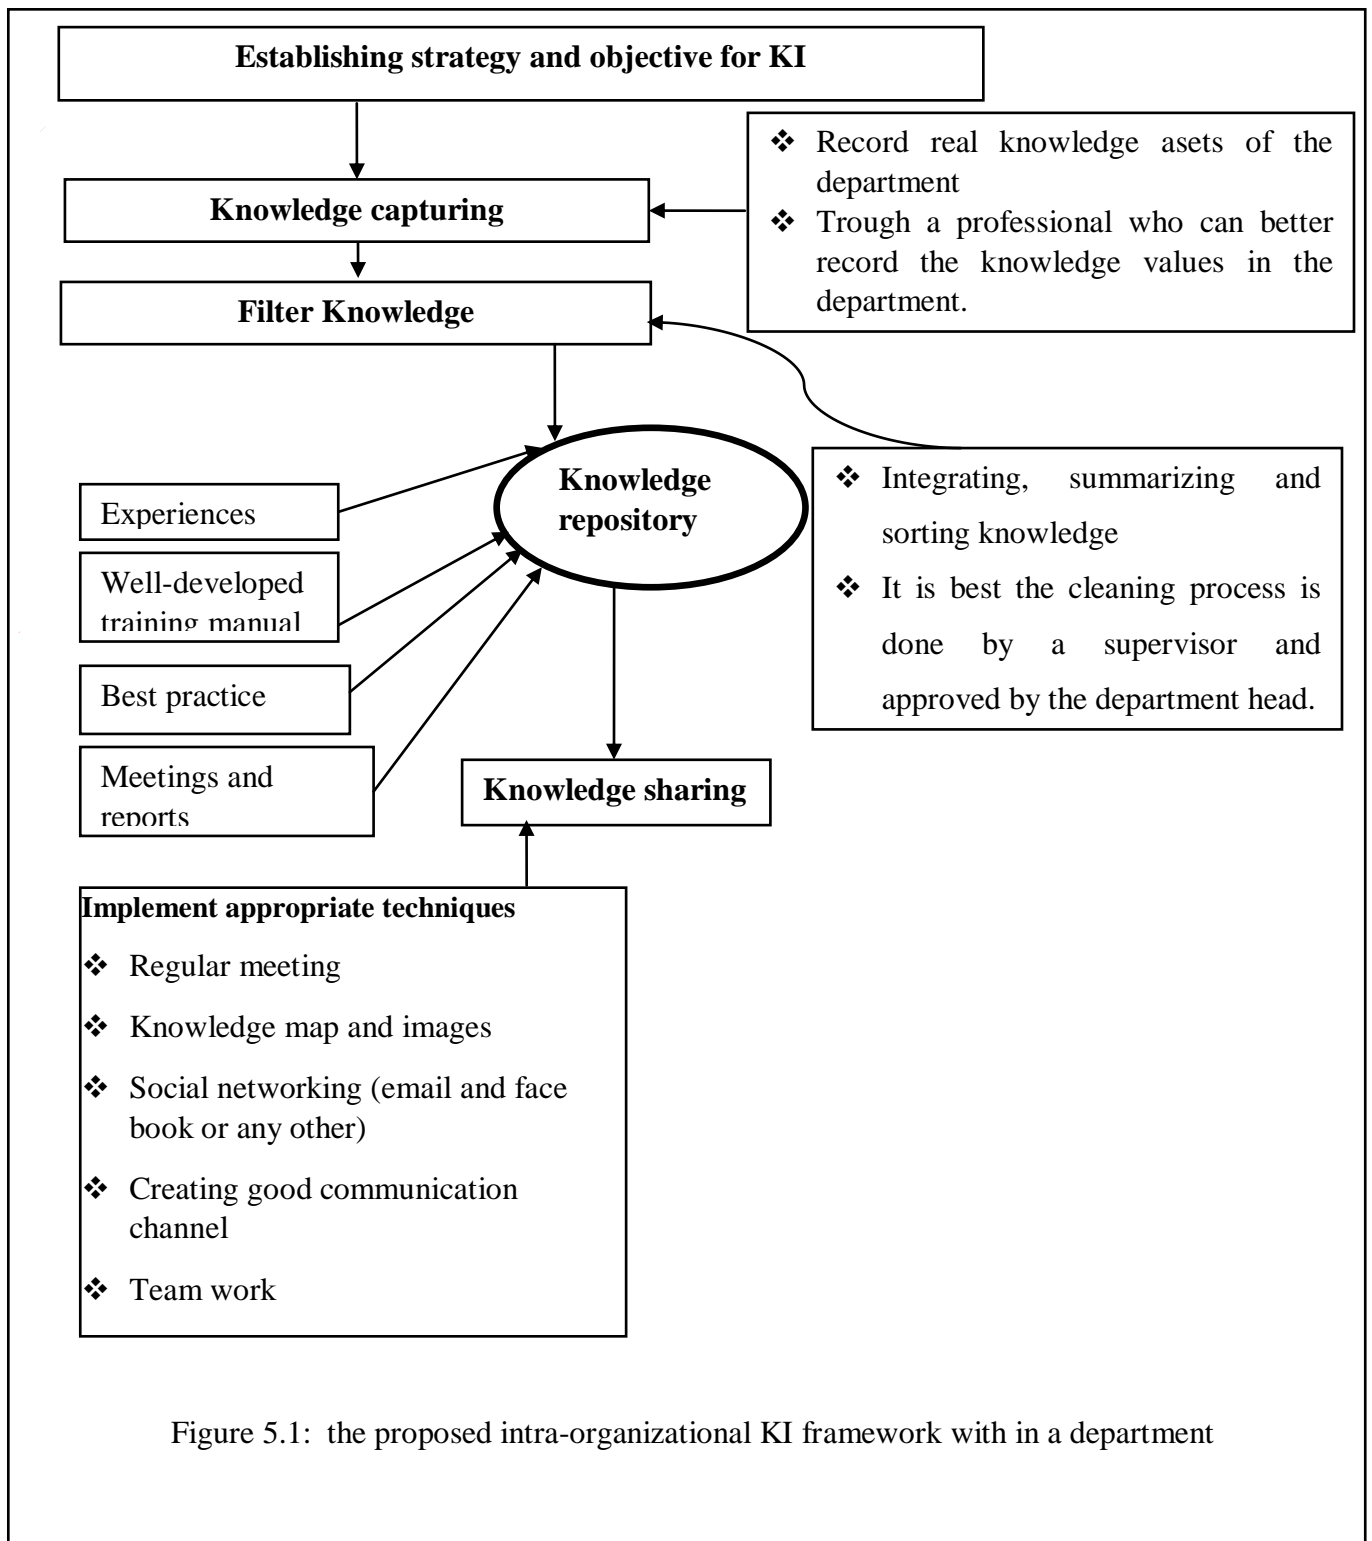 Establishing strategy and objective for KI
❖ Record real knowledge asets of the
department
❖ Trough a professional who can better
record the knowledge values in the
department.
Knowledge capturing
Filter Knowledge
❖ Integrating, summarizing and
sorting knowledge
❖ It is best the cleaning process is
done by a supervisor and
approved by the department head.
Knowledge
repository
Experiences
Well-developed
training manual
Best practice
Meetings and
reports
Knowledge sharing
Implement appropriate techniques
❖ Regular meeting
❖ Knowledge map and images
❖ Social networking (email and face
book or any other)
❖ Creating good communication
channel
❖ Team work
Figure 5.1: the proposed intra-organizational KI framework with in a department